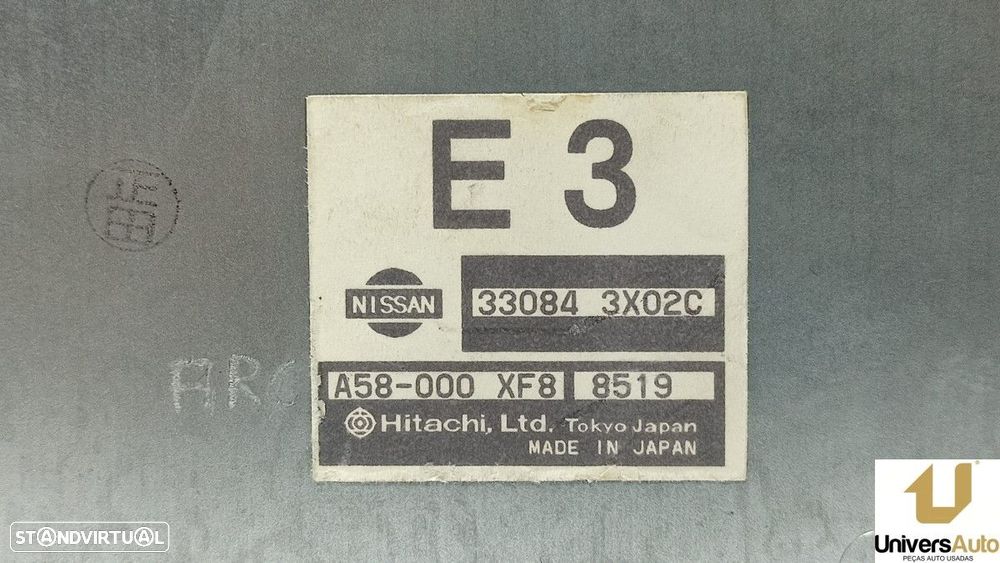 E 3
NISSAN
33084 3X02C
A58-000 XF8 8519
Hitachi, Ltd. Tokyo Japan
MADE IN JAPAN
STANDVIRTUAL
UniversAuto
PEÇAS AUTO USADAS